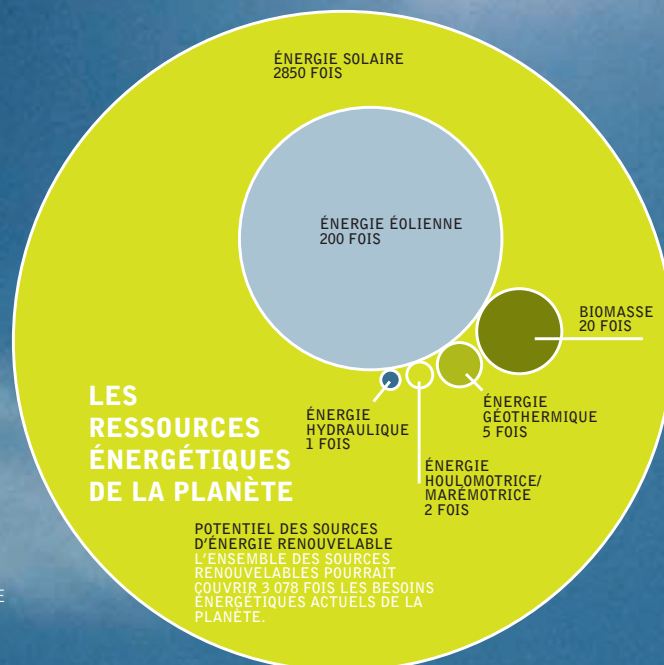 ÉNERGIE SOLAIRE
2850 FOIS
ÉNERGIE ÉOLIENNE
200 FOIS
BIOMASSE
20 FOIS
ÉNERGIE
GÉOTHERMIQUE
5 FOIS
ÉNERGIE
HYDRAULIQUE
1 FOIS
ÉNERGIE
HOULOMOTRICE/
MARÉMOTRICE
2 FOIS
LES
RESSOURCES
ÉNERGÉTIQUES
DE LA PLANÈTE
POTENTIEL DES SOURCES
D'ÉNERGIE RENOUVELABLE
L'ENSEMBLE DES SOURCES
RENOUVELABLES POURRAIT
COUVRIR 3 078 FOIS LES BESOINS
ÉNERGÉTIQUES ACTUELS DE LA
PLANÈTE.
E